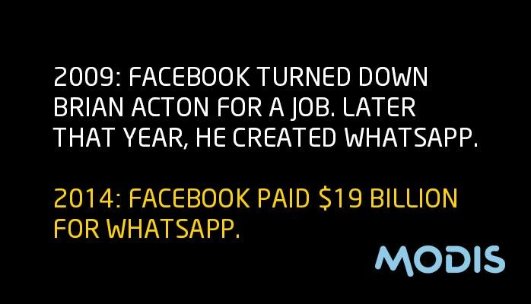 2009: FACEBOOK TURNED DOWN
BRIAN ACTON FOR A JOB. LATER
THAT YEAR, HE CREATED WHATSAPP.
2014: FACEBOOK PAID $19 BILLION
FOR WHATSAPP.
MODIS